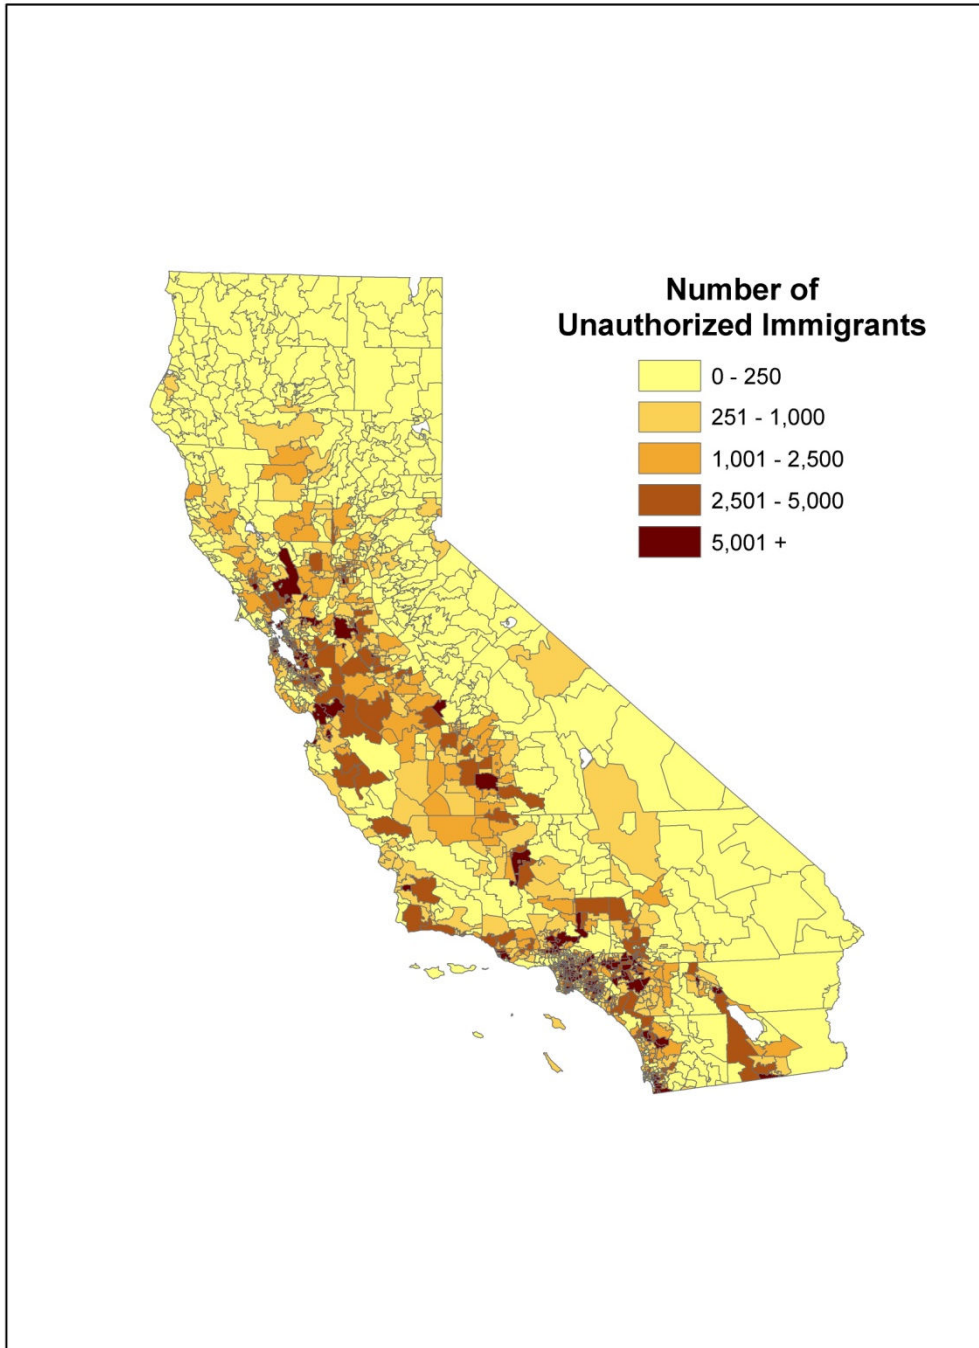 Number of
Unauthorized Immigrants
0 - 250
251 - 1,000
1,001 - 2,500
2,501 - 5,000
5,001 +